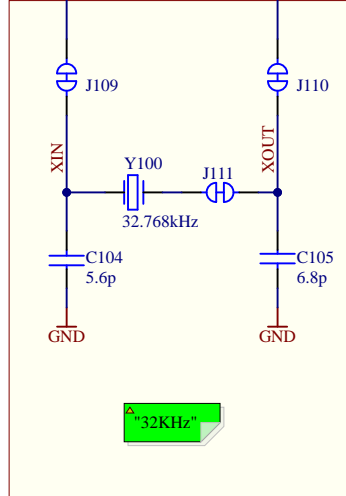 J109
J110
XIN
XOUT
Y100
J111
32.768kHz
C104
5.6p
C105
6.8p
GND
GND
"32KHz"